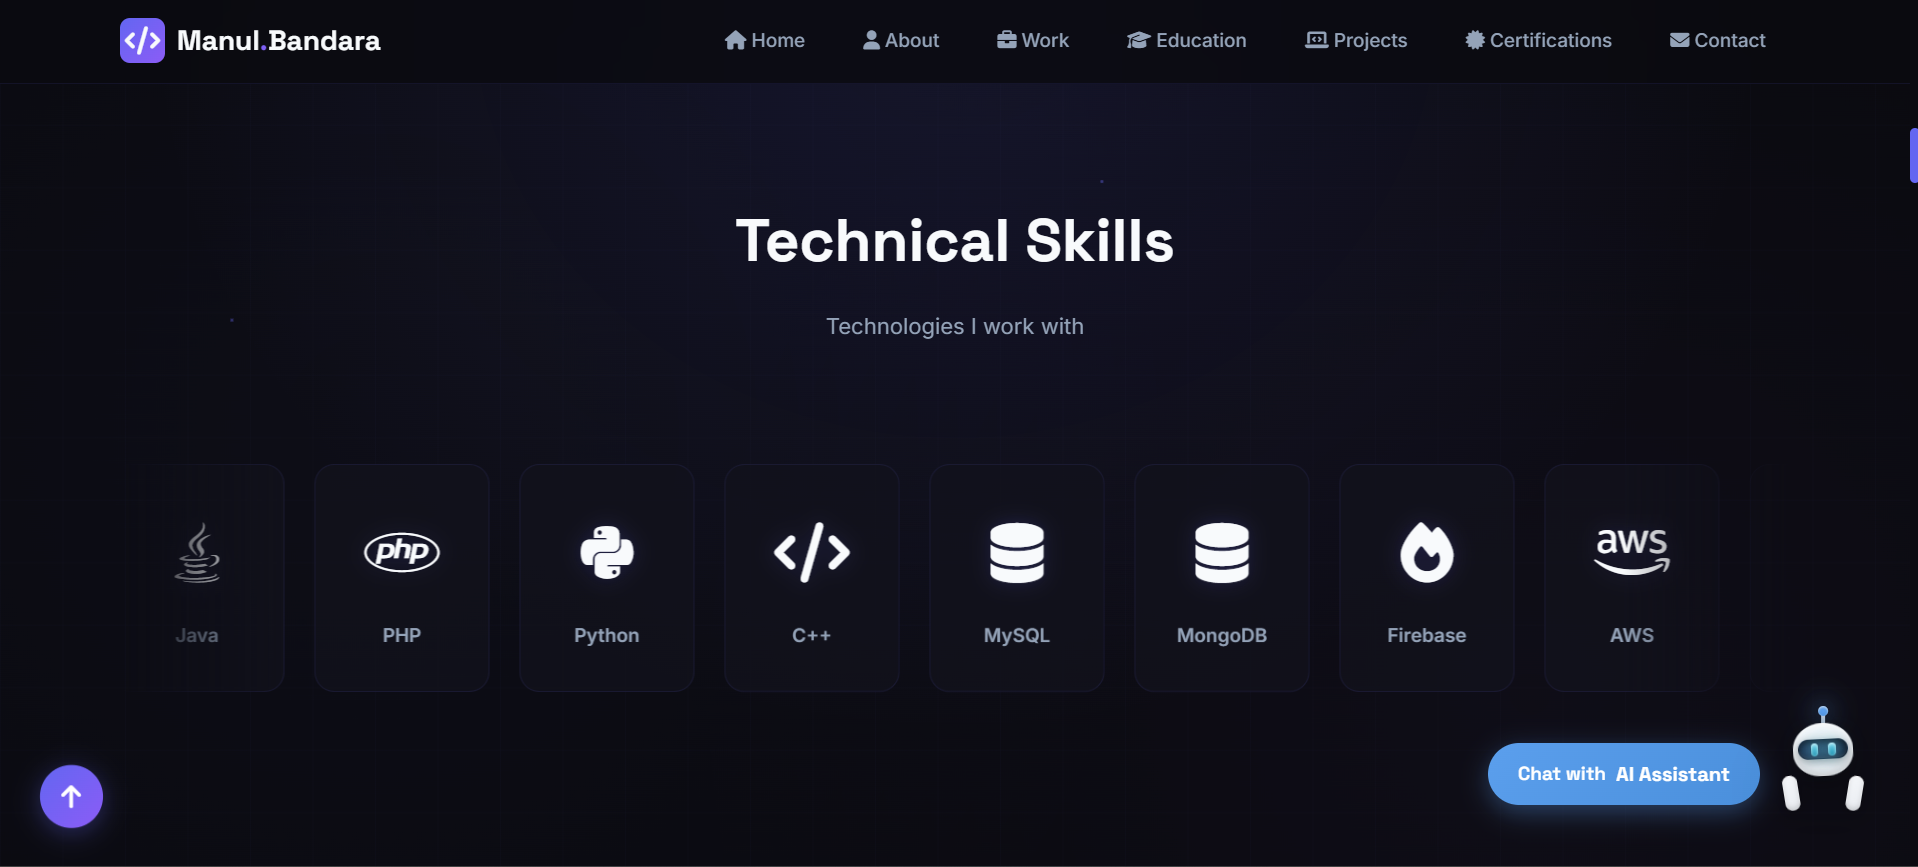 Manul.Bandara
Home
About
Work
Education
Projects
Certifications
Contact
Technical Skills
Technologies I work with
Java
php
PHP
Python
</>
C++
MySQL
MongoDB
Firebase
aws
AWS
Chat with AI Assistant